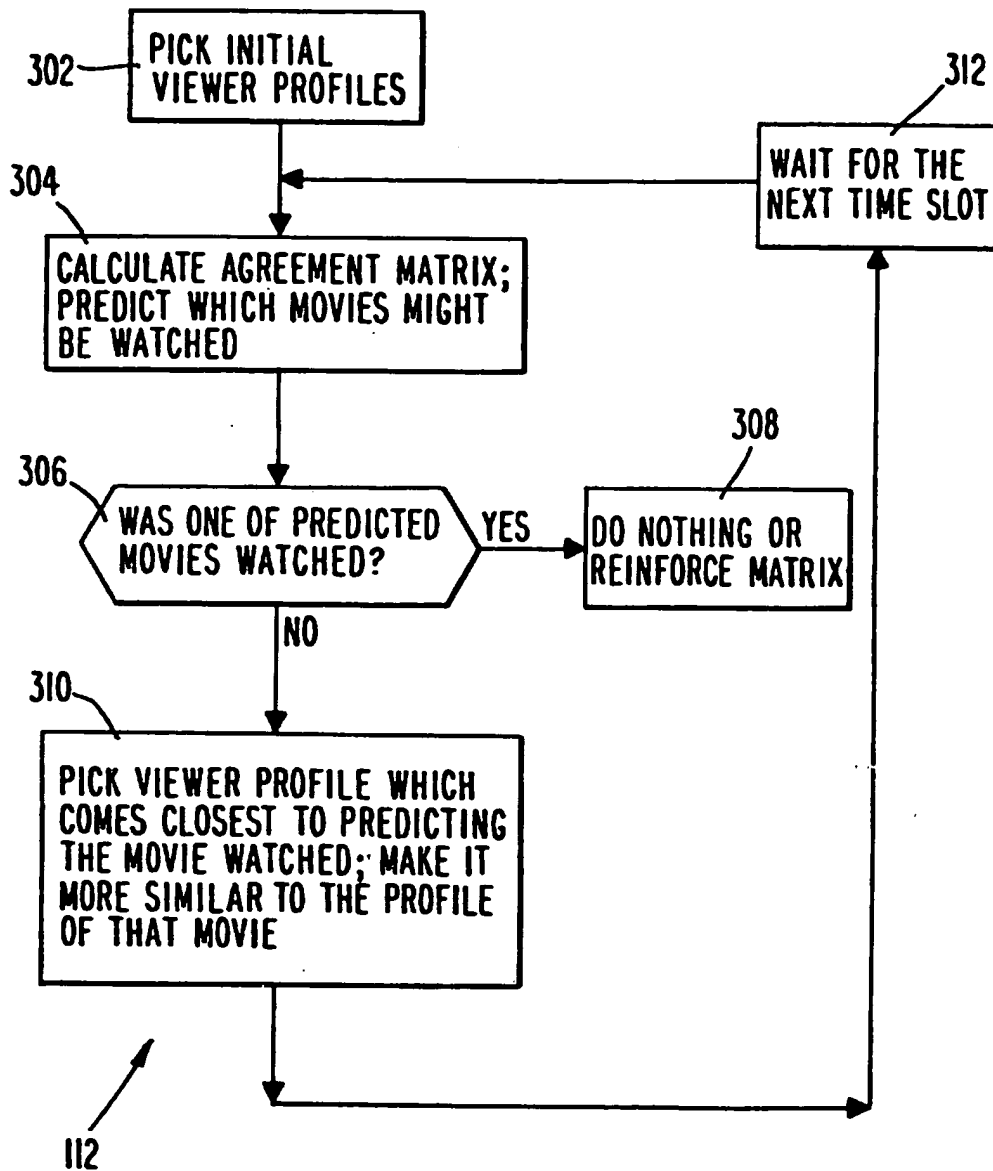 302
PICK INITIAL
VIEWER PROFILES
312
WAIT FOR THE
NEXT TIME SLOT
304
CALCULATE AGREEMENT MATRIX;
PREDICT WHICH MOVIES MIGHT
BE WATCHED
306
WAS ONE OF PREDICTED
MOVIES WATCHED?
YES
308
DO NOTHING OR
REINFORCE MATRIX
NO
310
PICK VIEWER PROFILE WHICH
COMES CLOSEST TO PREDICTING
THE MOVIE WATCHED; MAKE IT
MORE SIMILAR TO THE PROFILE
OF THAT MOVIE
112